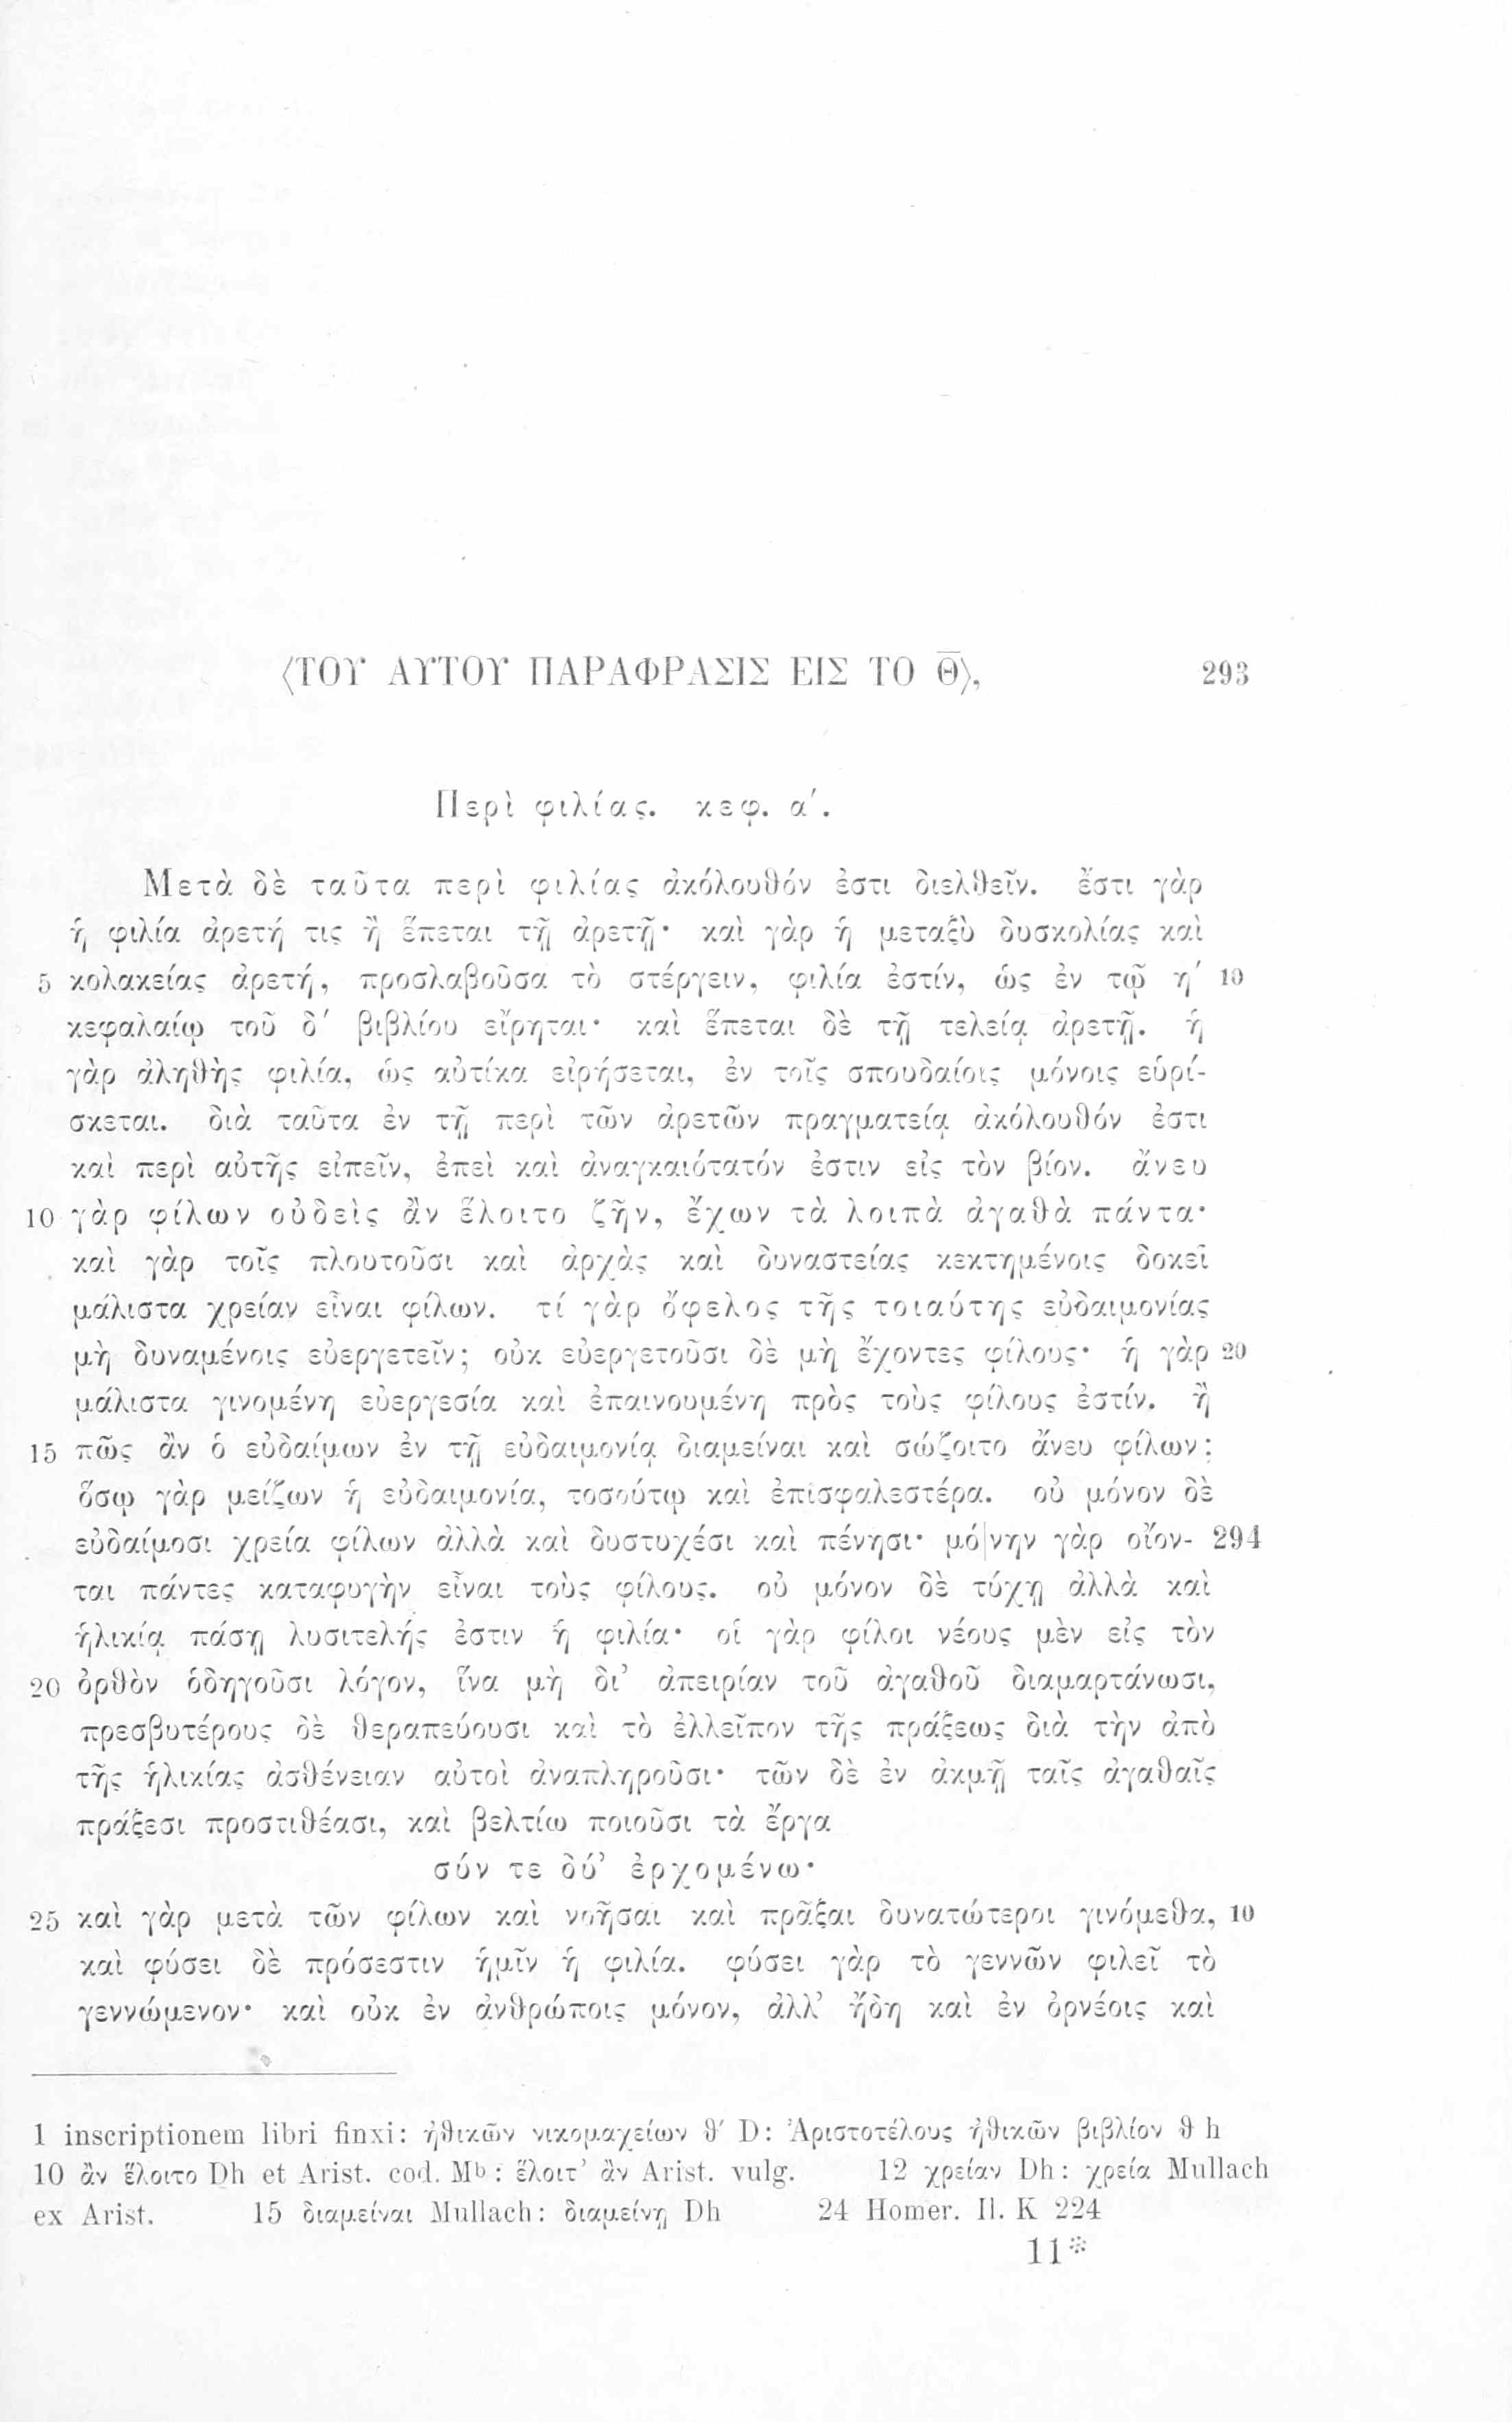 ⟨ΤΟΥ ΑΥΤΟΥ ΠΑΡΑΦΡΑΣΙΣ ΕΙΣ ΤΟ Θ̅⟩, 293
Περὶ φιλίας. κεφ. α΄.
Μετὰ δὲ ταῦτα περὶ φιλίας ἀκόλουθόν ἐστι διελθεῖν. ἔστι γὰρ
ἡ φιλία ἀρετή τις ἢ ἕπεται τῇ ἀρετῇ· καὶ γὰρ ἡ μεταξὺ δυσκολίας καὶ
5 κολακείας ἀρετή, προσλαβοῦσα τὸ στέργειν, φιλία ἐστίν, ὡς ἐν τῷ η΄ 10
κεφαλαίῳ τοῦ δ΄ βιβλίου εἴρηται· καὶ ἕπεται δὲ τῇ τελείᾳ ἀρετῇ. ἡ
γὰρ ἀληθὴς φιλία, ὡς αὐτίκα εἰρήσεται, ἐν τοῖς σπουδαίοις μόνοις εὑρί-
σκεται. διὰ ταῦτα ἐν τῇ περὶ τῶν ἀρετῶν πραγματείᾳ ἀκόλουθόν ἐστι
καὶ περὶ αὐτῆς εἰπεῖν, ἐπεὶ καὶ ἀναγκαιότατόν ἐστιν εἰς τὸν βίον. ἄνευ
10 γὰρ φίλων οὐδεὶς ἂν ἕλοιτο ζῆν, ἔχων τὰ λοιπὰ ἀγαθὰ πάντα·
καὶ γὰρ τοῖς πλουτοῦσι καὶ ἀρχὰς καὶ δυναστείας κεκτημένοις δοκεῖ
μάλιστα χρείαν εἶναι φίλων. τί γὰρ ὄφελος τῆς τοιαύτης εὐδαιμονίας
μὴ δυναμένοις εὐεργετεῖν; οὐκ εὐεργετοῦσι δὲ μὴ ἔχοντες φίλους· ἡ γὰρ 20
μάλιστα γινομένη εὐεργεσία καὶ ἐπαινουμένη πρὸς τοὺς φίλους ἐστίν. ἢ
15 πῶς ἂν ὁ εὐδαίμων ἐν τῇ εὐδαιμονίᾳ διαμείναι καὶ σώζοιτο ἄνευ φίλων;
ὅσῳ γὰρ μείζων ἡ εὐδαιμονία, τοσούτῳ καὶ ἐπισφαλεστέρα. οὐ μόνον δὲ
εὐδαίμοσι χρεία φίλων ἀλλὰ καὶ δυστυχέσι καὶ πένησι· μό|νην γὰρ οἴον- 294
ται πάντες καταφυγὴν εἶναι τοὺς φίλους. οὐ μόνον δὲ τύχῃ ἀλλὰ καὶ
ἡλικίᾳ πάσῃ λυσιτελής ἐστιν ἡ φιλία· οἱ γὰρ φίλοι νέους μὲν εἰς τὸν
20 ὀρθὸν ὁδηγοῦσι λόγον, ἵνα μὴ δι’ ἀπειρίαν τοῦ ἀγαθοῦ διαμαρτάνωσι,
πρεσβυτέρους δὲ θεραπεύουσι καὶ τὸ ἐλλεῖπον τῆς πράξεως διὰ τὴν ἀπὸ
τῆς ἡλικίας ἀσθένειαν αὐτοὶ ἀναπληροῦσι· τῶν δὲ ἐν ἀκμῇ ταῖς ἀγαθαῖς
πράξεσι προστιθέασι, καὶ βελτίω ποιοῦσι τὰ ἔργα
σύν τε δύ’ ἐρχομένω·
25 καὶ γὰρ μετὰ τῶν φίλων καὶ νοῆσαι καὶ πρᾶξαι δυνατώτεροι γινόμεθα, 10
καὶ φύσει δὲ πρόσεστιν ἡμῖν ἡ φιλία. φύσει γὰρ τὸ γεννῶν φιλεῖ τὸ
γεννώμενον· καὶ οὐκ ἐν ἀνθρώποις μόνον, ἀλλ’ ἤδη καὶ ἐν ὀρνέοις καὶ
1 inscriptionem libri finxi: ἠθικῶν νικομαχείων θ΄ D: Ἀριστοτέλους ἠθικῶν βιβλίον θ h
10 ἂν ἕλοιτο Dh et Arist. cod. Mᵇ: ἕλοιτ’ ἂν Arist. vulg. 12 χρείαν Dh: χρεία Mullach
ex Arist. 15 διαμείναι Mullach: διαμείνῃ Dh 24 Homer. Il. K 224
11*